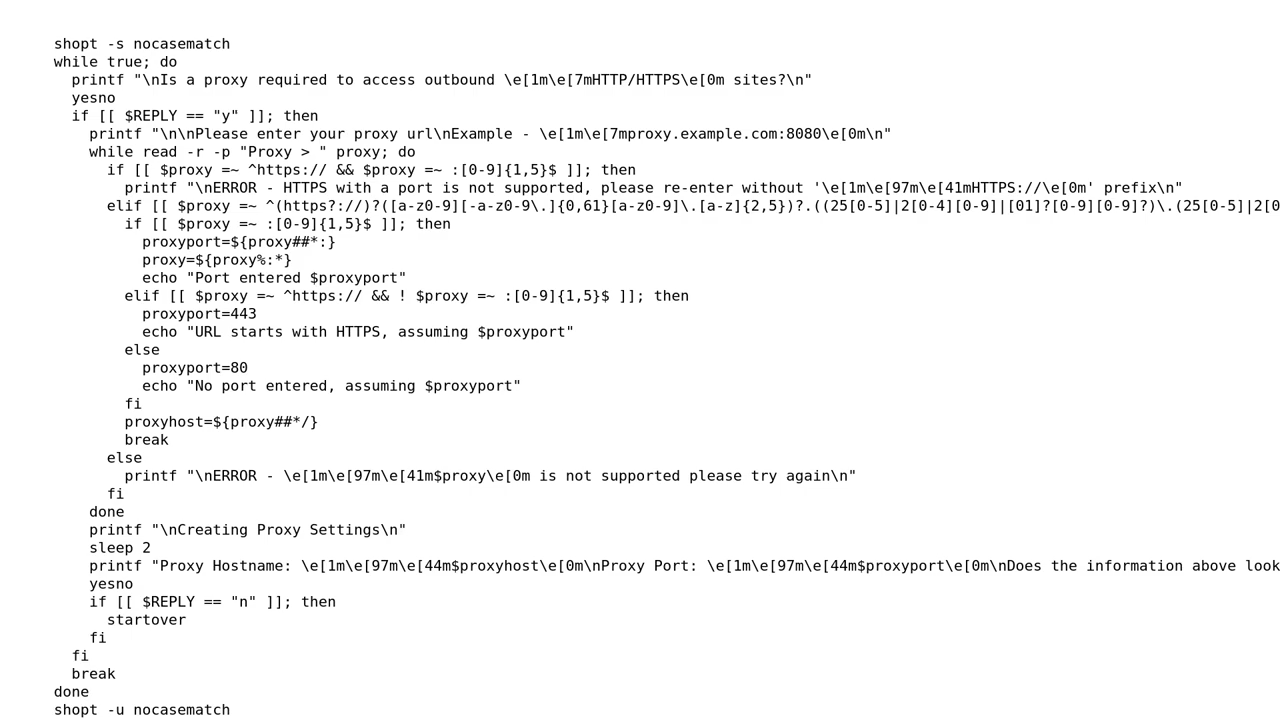 shopt -s nocasematch
while true; do
  printf "\nIs a proxy required to access outbound \e[1m\e[7mHTTP/HTTPS\e[0m sites?\n"
  yesno
  if [[ $REPLY == "y" ]]; then
    printf "\n\nPlease enter your proxy url\nExample - \e[1m\e[7mproxy.example.com:8080\e[0m\n"
    while read -r -p "Proxy > " proxy; do
      if [[ $proxy =~ ^https:// && $proxy =~ :[0-9]{1,5}$ ]]; then
        printf "\nERROR - HTTPS with a port is not supported, please re-enter without '\e[1m\e[97m\e[41mHTTPS://\e[0m' prefix\n"
      elif [[ $proxy =~ ^(https?://)?([a-z0-9][-a-z0-9\.]{0,61}[a-z0-9]\.[a-z]{2,5})?.((25[0-5]|2[0-4][0-9]|[01]?[0-9][0-9]?)\.(25[0-5]|2[0
        if [[ $proxy =~ :[0-9]{1,5}$ ]]; then
          proxyport=${proxy##*:}
          proxy=${proxy%:*}
          echo "Port entered $proxyport"
        elif [[ $proxy =~ ^https:// && ! $proxy =~ :[0-9]{1,5}$ ]]; then
          proxyport=443
          echo "URL starts with HTTPS, assuming $proxyport"
        else
          proxyport=80
          echo "No port entered, assuming $proxyport"
        fi
        proxyhost=${proxy##*/}
        break
      else
        printf "\nERROR - \e[1m\e[97m\e[41m$proxy\e[0m is not supported please try again\n"
      fi
    done
    printf "\nCreating Proxy Settings\n"
    sleep 2
    printf "Proxy Hostname: \e[1m\e[97m\e[44m$proxyhost\e[0m\nProxy Port: \e[1m\e[97m\e[44m$proxyport\e[0m\nDoes the information above look
    yesno
    if [[ $REPLY == "n" ]]; then
      startover
    fi
  fi
  break
done
shopt -u nocasematch